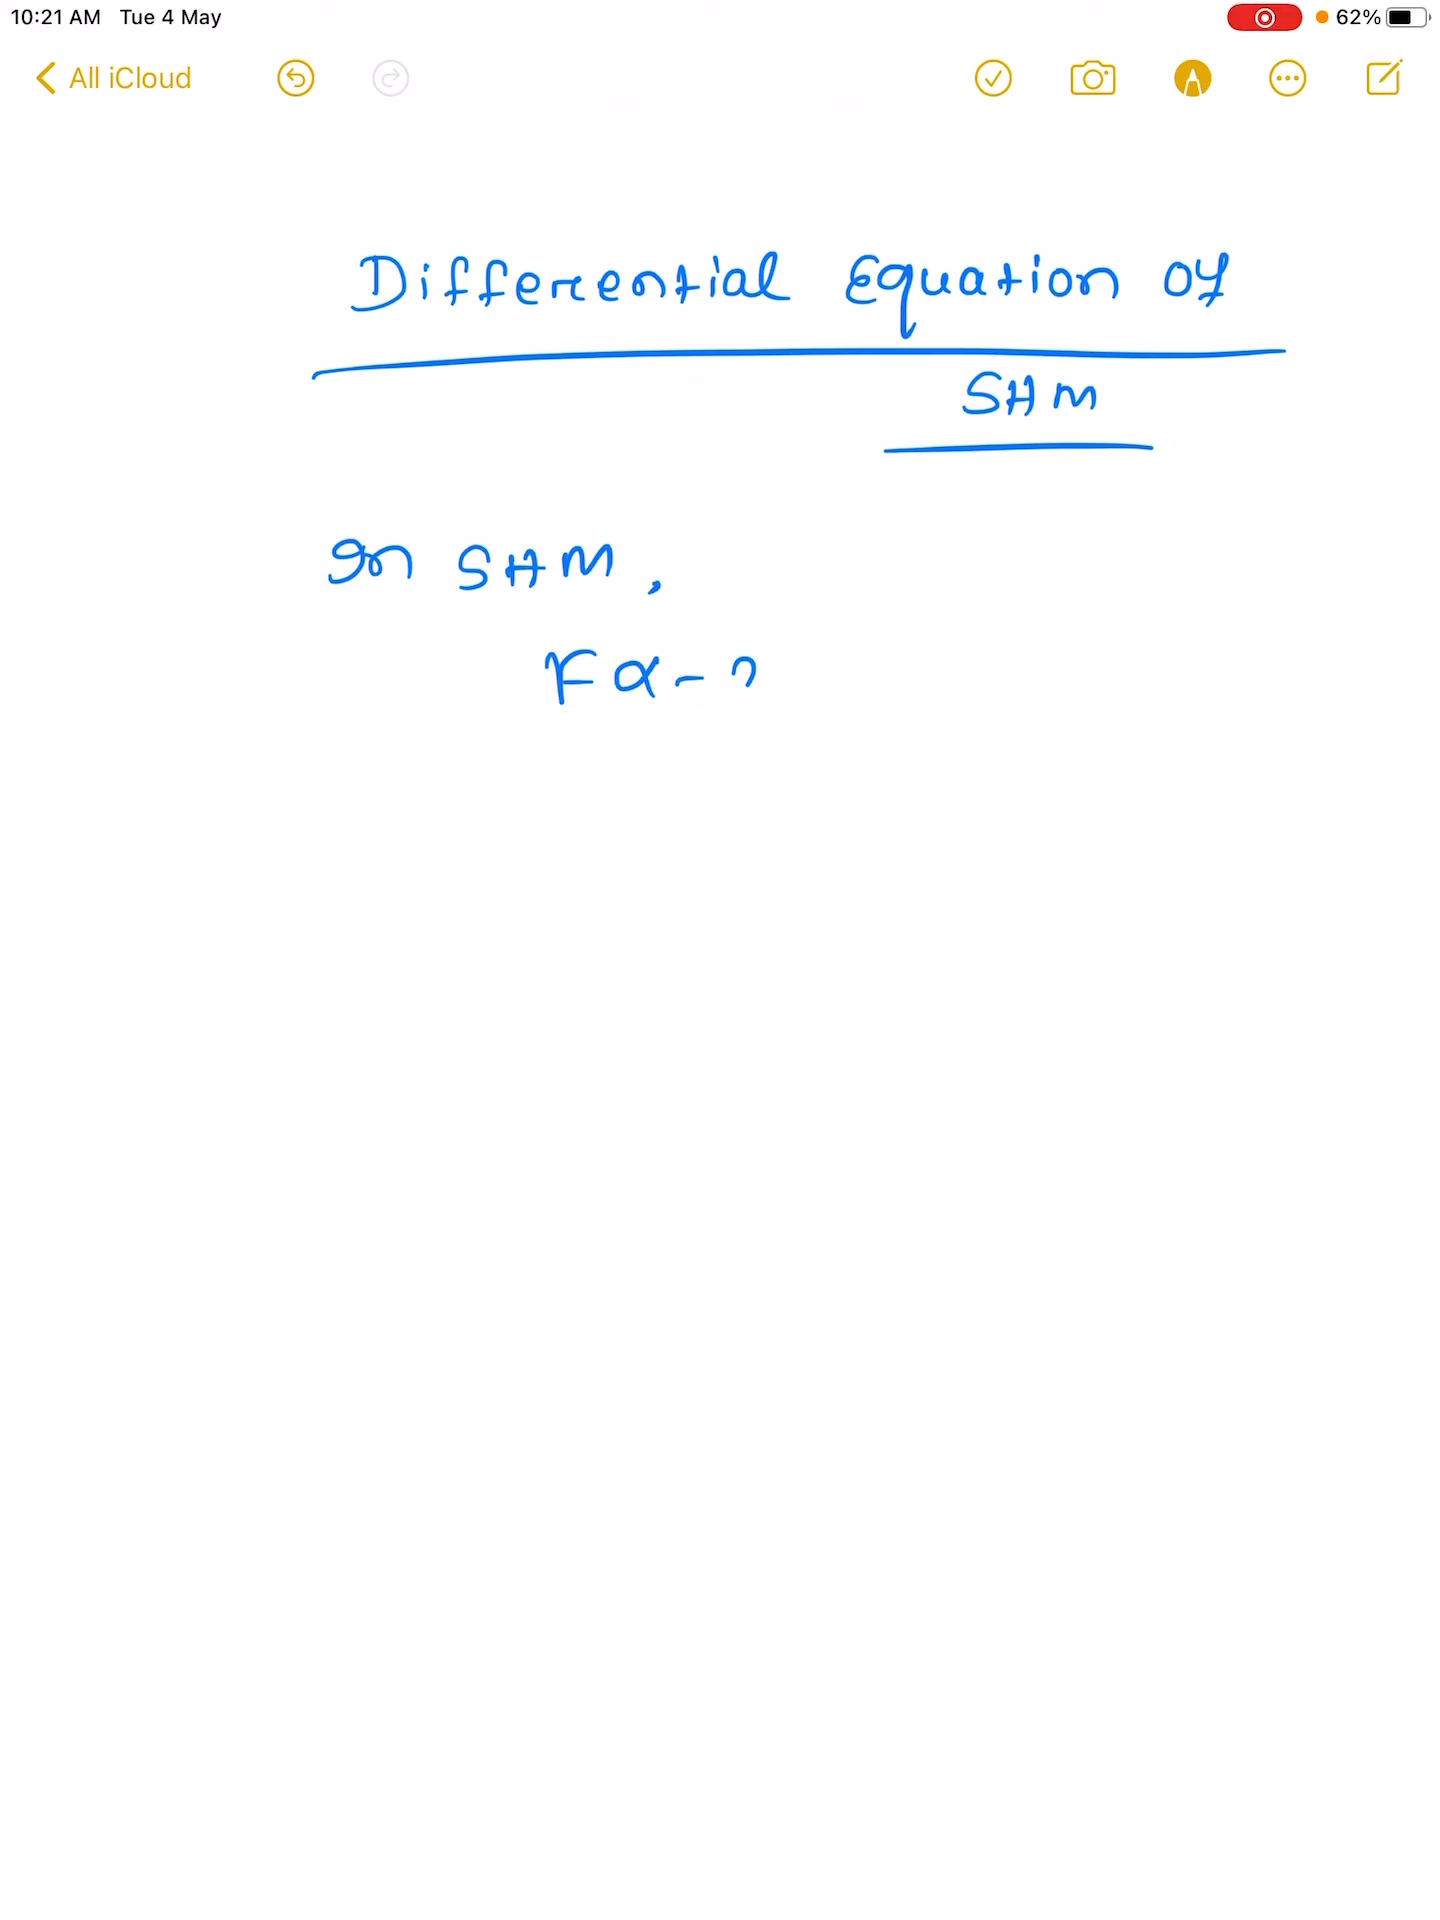 10:21 AM Tue 4 May 62%
All iCloud
Differential Equation of
SHM
In SHM,
F α -